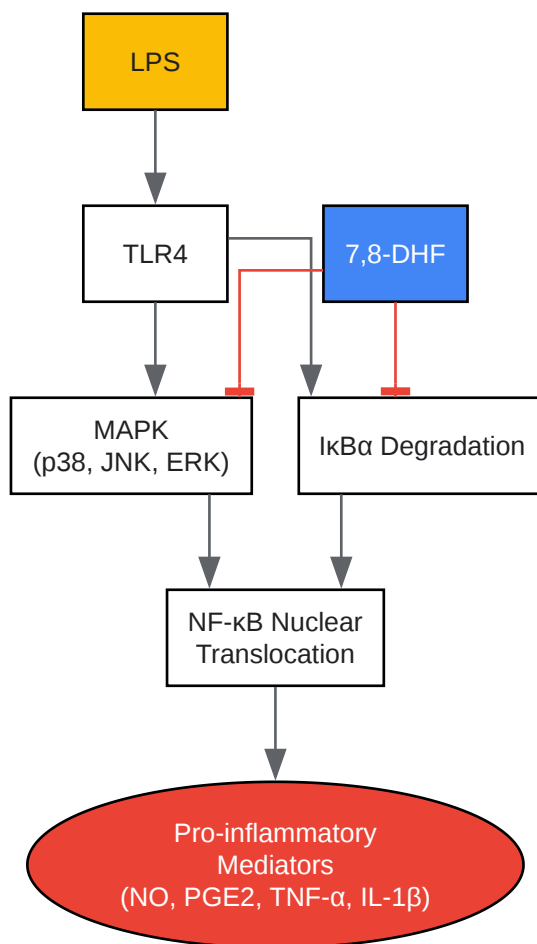 LPS
TLR4
7,8-DHF
MAPK
(p38, JNK, ERK)
IκBα Degradation
NF-κB Nuclear
Translocation
Pro-inflammatory
Mediators
(NO, PGE2, TNF-α, IL-1β)